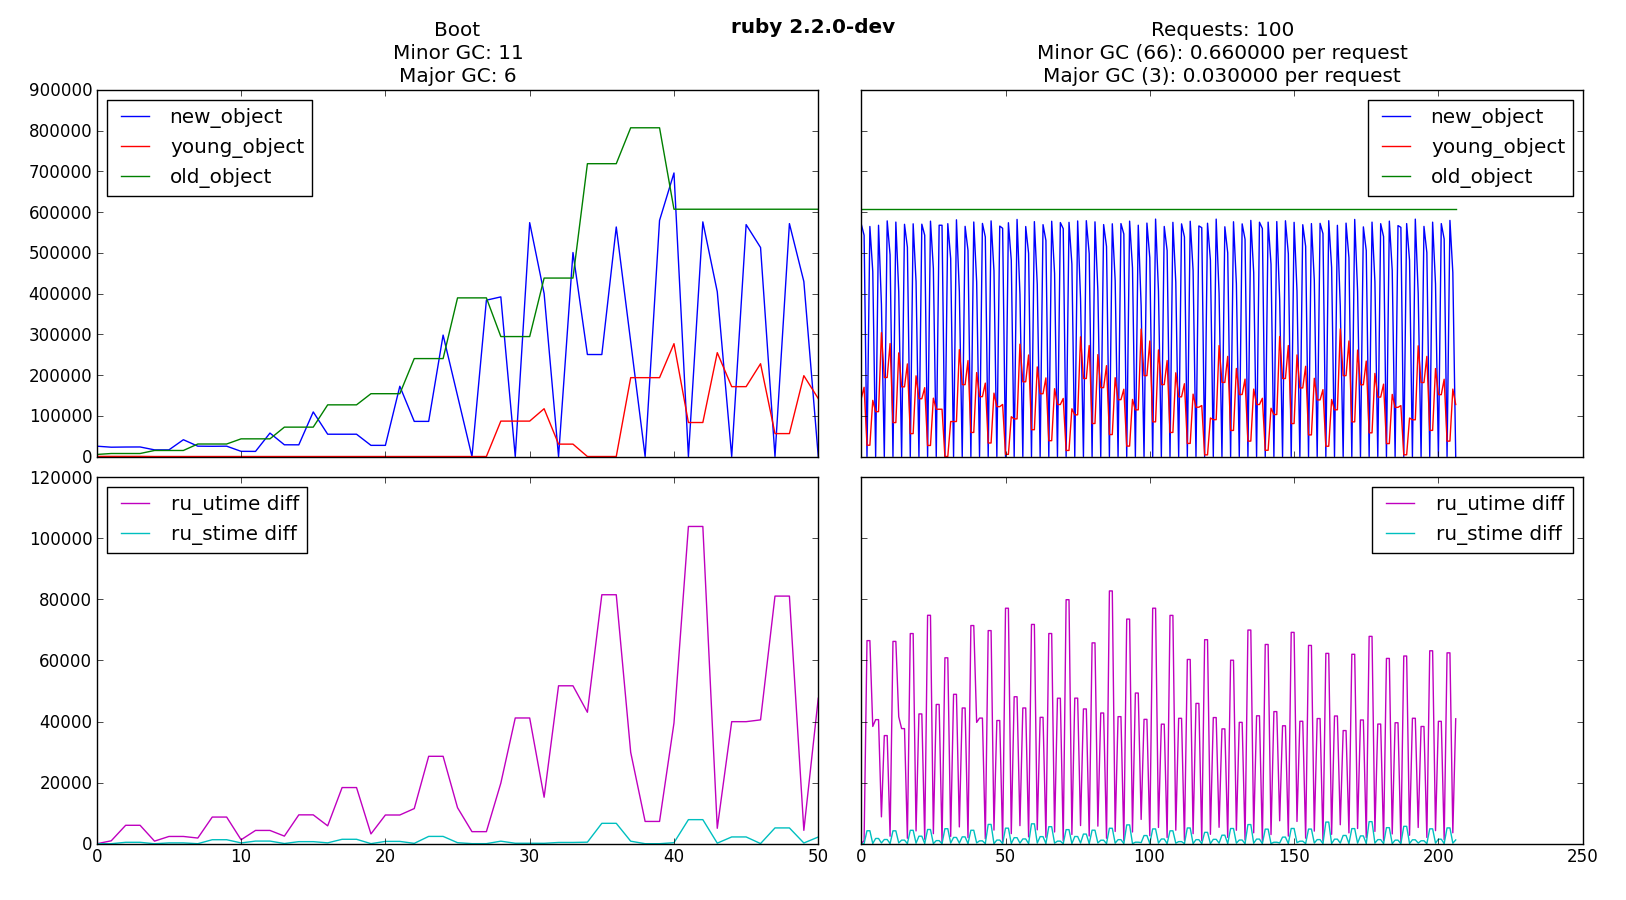 ruby 2.2.0-dev
Boot
Minor GC: 11
Major GC: 6
Requests: 100
Minor GC (66): 0.660000 per request
Major GC (3): 0.030000 per request
900000
800000
700000
600000
500000
400000
300000
200000
100000
0
new_object
young_object
old_object
new_object
young_object
old_object
120000
100000
80000
60000
40000
20000
0
ru_utime diff
ru_stime diff
ru_utime diff
ru_stime diff
0 10 20 30 40 50
0 50 100 150 200 250